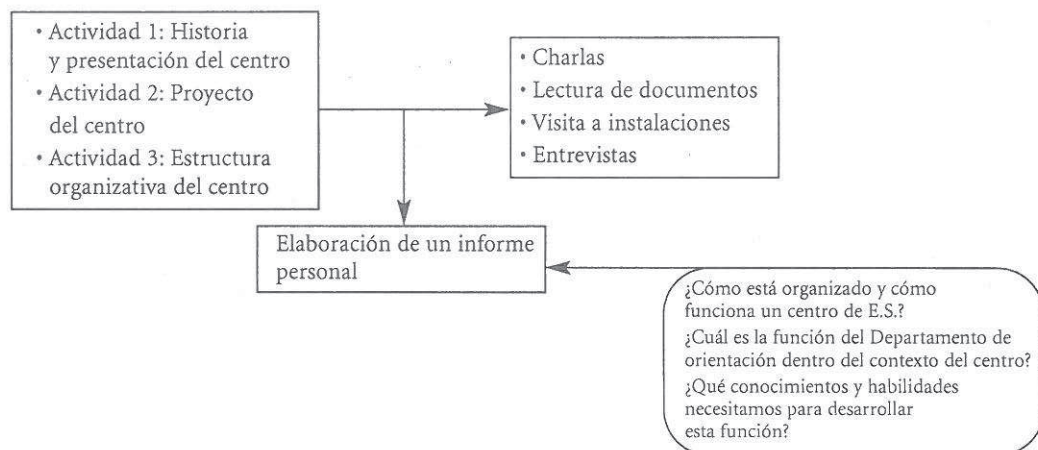 • Actividad 1: Historia
y presentación del centro
• Actividad 2: Proyecto
del centro
• Actividad 3: Estructura
organizativa del centro
• Charlas
• Lectura de documentos
• Visita a instalaciones
• Entrevistas
Elaboración de un informe
personal
¿Cómo está organizado y cómo
funciona un centro de E.S.?
¿Cuál es la función del Departamento de
orientación dentro del contexto del centro?
¿Qué conocimientos y habilidades
necesitamos para desarrollar
esta función?